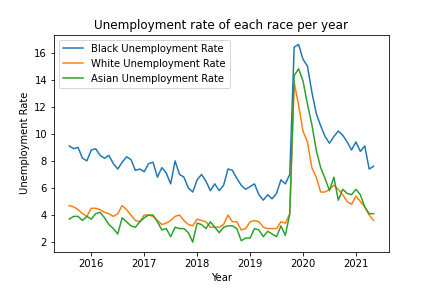 Unemployment rate of each race per year
Black Unemployment Rate
White Unemployment Rate
Asian Unemployment Rate
16
14
12
10
8
6
4
2
Unemployment Rate
2016 2017 2018 2019 2020 2021
Year